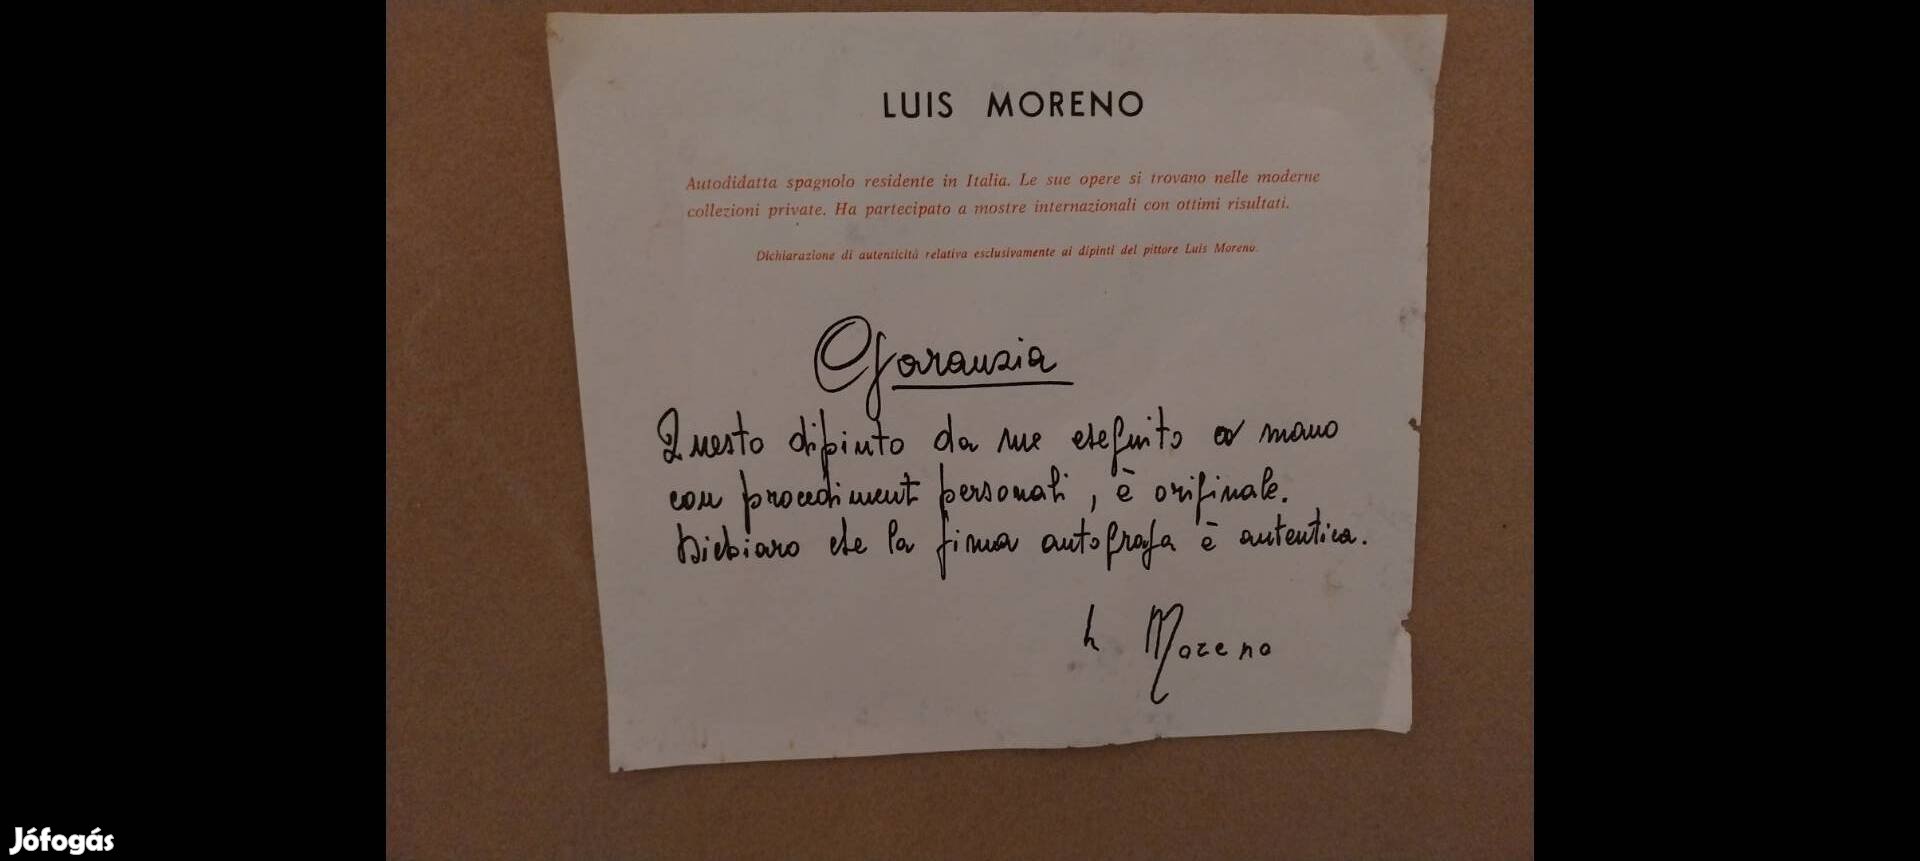 LUIS MORENO
Autodidatta spagnolo residente in Italia. Le sue opere si trovano nelle moderne
collezioni private. Ha partecipato a mostre internazionali con ottimi risultati.
Dichiarazione di autenticità relativa esclusivamente ai dipinti del pittore Luis Moreno.
Garanzia
Questo dipinto da me eseguito a mano
con procedimenti personali, è originale.
Dichiaro che la firma autografa è autentica.
L Moreno
Jófogás